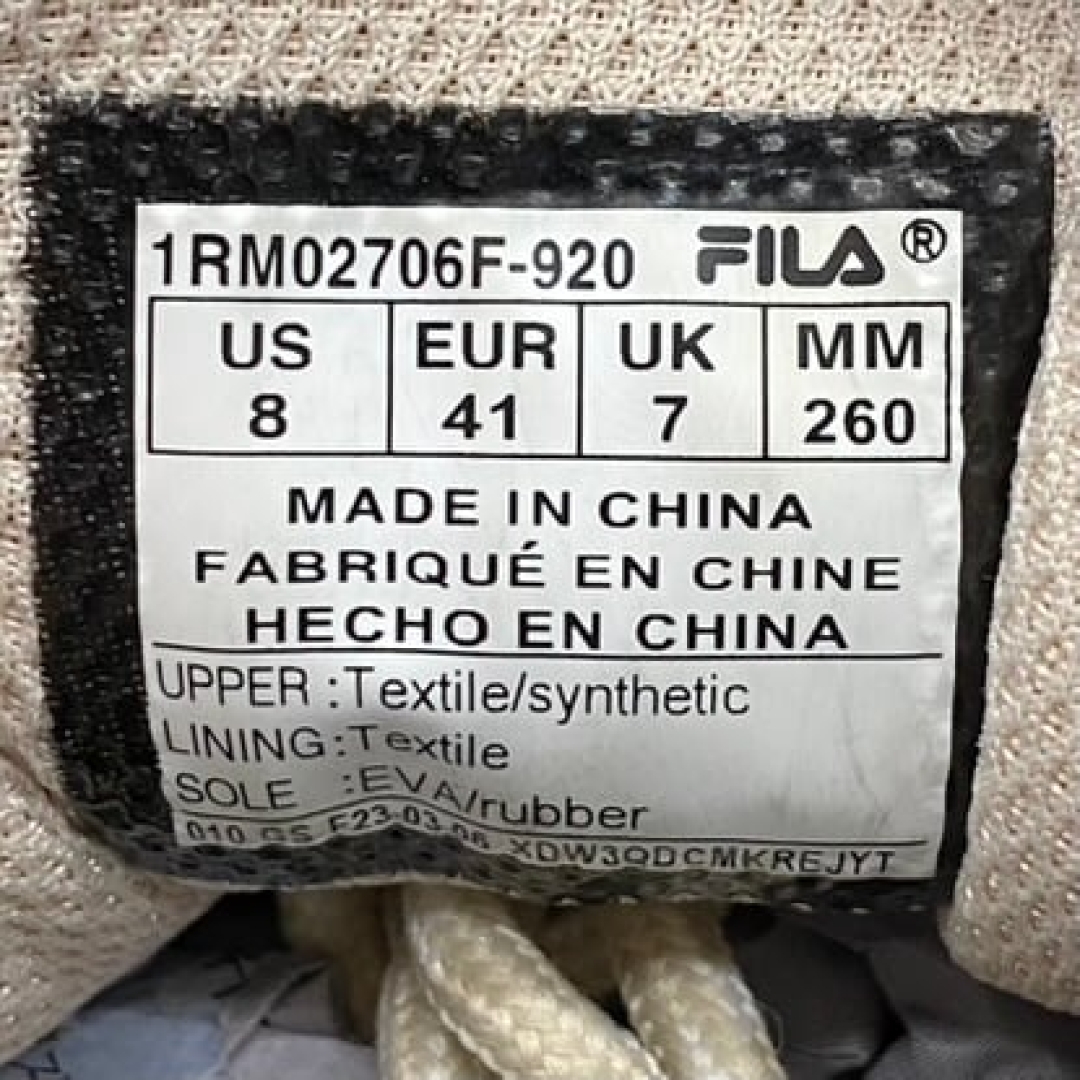 1RM02706F-920 FILA®
US EUR UK MM
8 41 7 260
MADE IN CHINA
FABRIQUÉ EN CHINE
HECHO EN CHINA
UPPER :Textile/synthetic
LINING:Textile
SOLE :EVA/rubber
010 GS F23-03-06 XDW3QDCMKREJYT